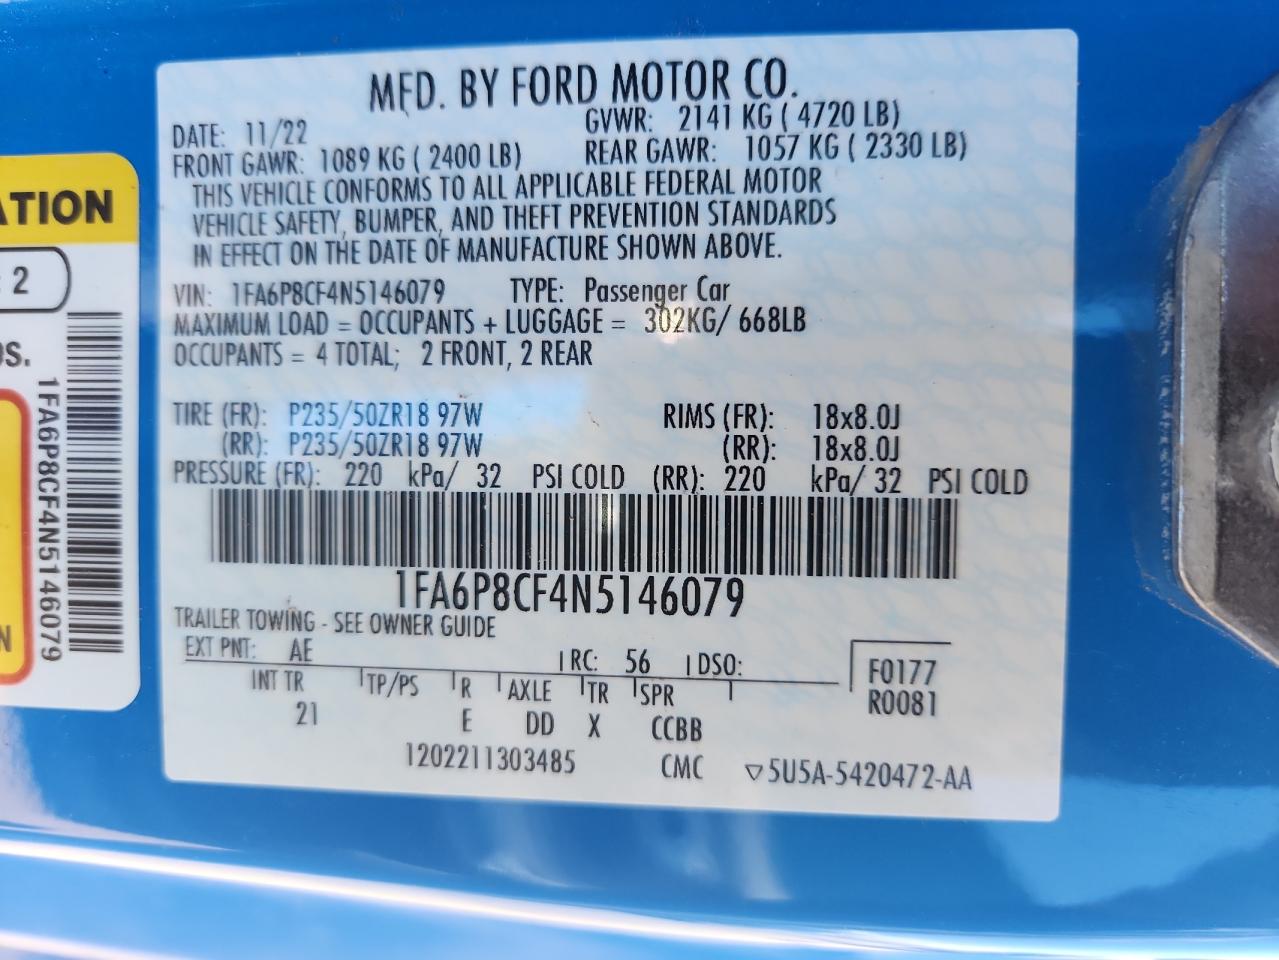 MFD. BY FORD MOTOR CO.
DATE: 11/22 GVWR: 2141 KG ( 4720 LB)
FRONT GAWR: 1089 KG ( 2400 LB) REAR GAWR: 1057 KG ( 2330 LB)
THIS VEHICLE CONFORMS TO ALL APPLICABLE FEDERAL MOTOR
VEHICLE SAFETY, BUMPER, AND THEFT PREVENTION STANDARDS
IN EFFECT ON THE DATE OF MANUFACTURE SHOWN ABOVE.
VIN: 1FA6P8CF4N5146079 TYPE: Passenger Car
MAXIMUM LOAD = OCCUPANTS + LUGGAGE = 302KG/ 668LB
OCCUPANTS = 4 TOTAL; 2 FRONT, 2 REAR
TIRE (FR): P235/50ZR18 97W RIMS (FR): 18x8.0J
(RR): P235/50ZR18 97W (RR): 18x8.0J
PRESSURE (FR): 220 kPa/ 32 PSI COLD (RR): 220 kPa/ 32 PSI COLD
1FA6P8CF4N5146079
TRAILER TOWING - SEE OWNER GUIDE
EXT PNT: AE RC: 56 DSO:
F0177
R0081
INT TR TP/PS R AXLE TR SPR
21 E DD X CCBB
1202211303485 CMC ▽5U5A-5420472-AA
ATION
2
S.
1FA6P8CF4N5146079
N